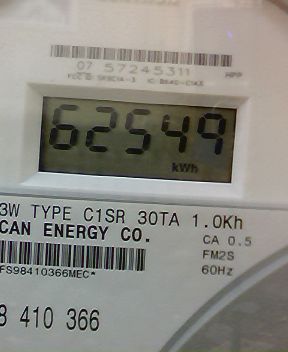 07 57245311
HPP
62549
kWh
3W TYPE C1SR 30TA 1.0Kh
CAN ENERGY CO.
CA 0.5
FM2S
60Hz
FS98410366MEC*
8 410 366